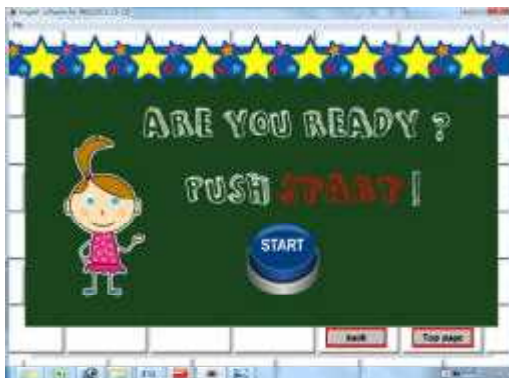 ARE YOU READY ?
PUSH START !
START
Back
Top page